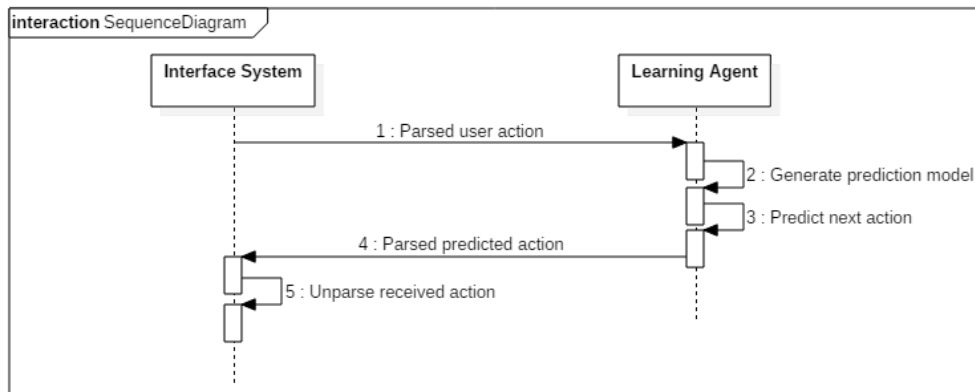 interaction SequenceDiagram
Interface System
Learning Agent
1 : Parsed user action
2 : Generate prediction model
3 : Predict next action
4 : Parsed predicted action
5 : Unparse received action